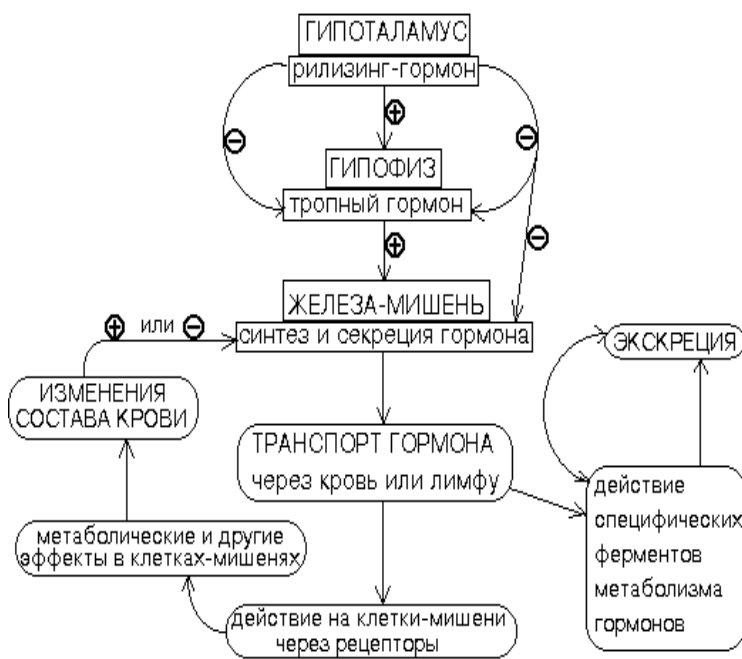 ГИПОТАЛАМУС
рилизинг-гормон
+
−
−
ГИПОФИЗ
тропный гормон
+
−
ЖЕЛЕЗА-МИШЕНЬ
синтез и секреция гормона
+ или −
ЭКСКРЕЦИЯ
ИЗМЕНЕНИЯ
СОСТАВА КРОВИ
ТРАНСПОРТ ГОРМОНА
через кровь или лимфу
действие
специфических
ферментов
метаболизма
гормонов
метаболические и другие
эффекты в клетках-мишенях
действие на клетки-мишени
через рецепторы